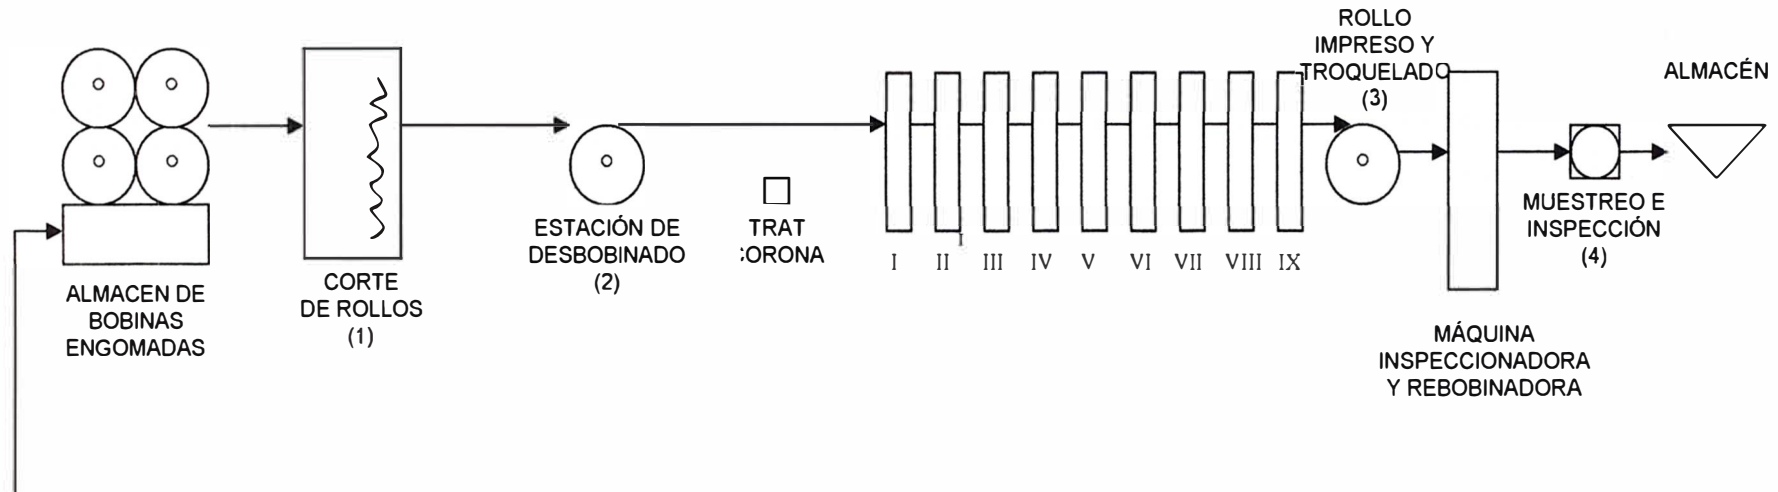 ROLLO
IMPRESO Y
TROQUELADO
(3)
ALMACÉN
ALMACEN DE
BOBINAS
ENGOMADAS
CORTE
DE ROLLOS
(1)
ESTACIÓN DE
DESBOBINADO
(2)
TRAT
:ORONA
I
I II III IV V VI VII VIII IX
MÁQUINA
INSPECCIONADORA
Y REBOBINADORA
MUESTREO E
INSPECCIÓN
(4)